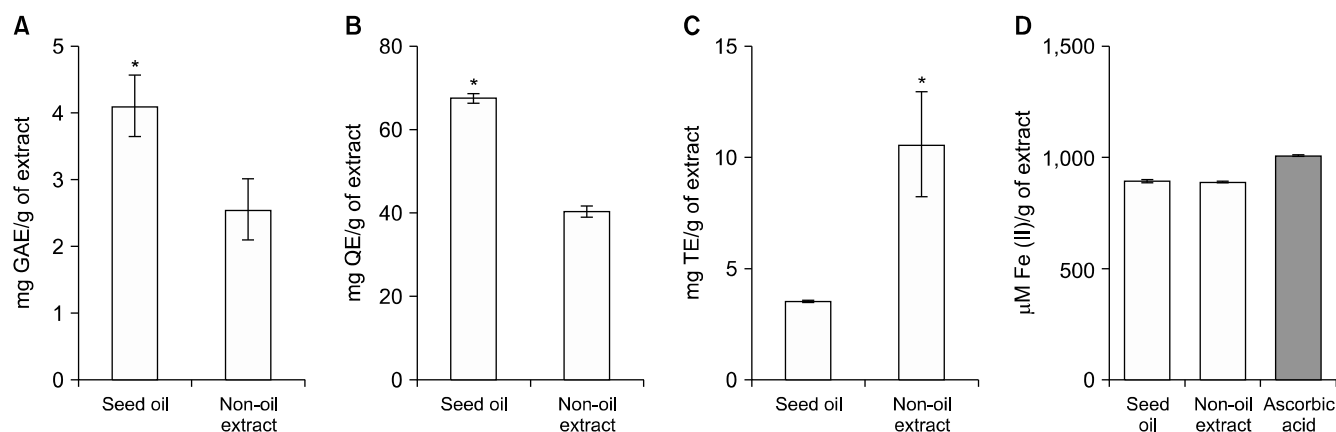 A
mg GAE/g of extract
5
4
3
2
1
0
*
Seed oil
Non-oil
extract
B
mg QE/g of extract
80
60
40
20
0
*
Seed oil
Non-oil
extract
C
mg TE/g of extract
15
10
5
0
*
Seed oil
Non-oil
extract
D
μM Fe (II)/g of extract
1,500
1,000
500
0
Seed
oil
Non-oil
extract
Ascorbic
acid